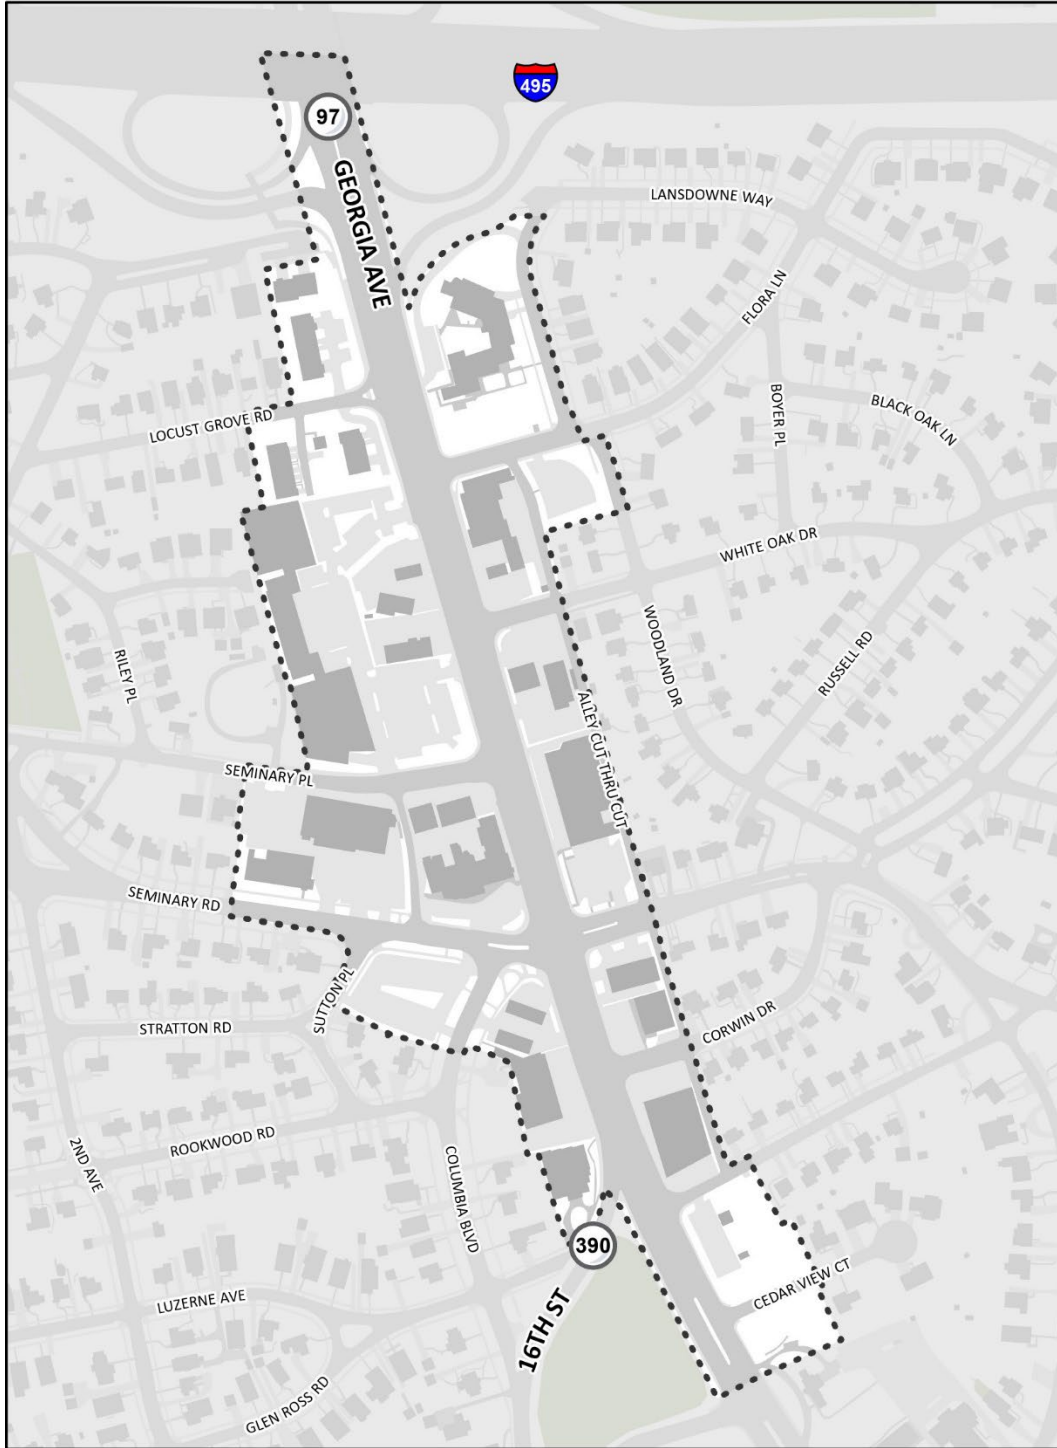 495
97
GEORGIA AVE
LANSDOWNE WAY
FLORA LN
LOCUST GROVE RD
BOYER PL
BLACK OAK LN
WHITE OAK DR
WOODLAND DR
RUSSELL RD
RILEY PL
ALLEY CUT THRU CUT
SEMINARY PL
SEMINARY RD
SUTTON PL
STRATTON RD
CORWIN DR
ROOKWOOD RD
2ND AVE
COLUMBIA BLVD
390
CEDAR VIEW CT
LUZERNE AVE
16TH ST
GLEN ROSS RD